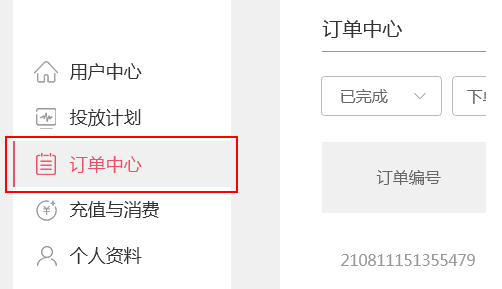 用户中心
投放计划
订单中心
充值与消费
个人资料
订单中心
已完成
下
订单编号
210811151355479